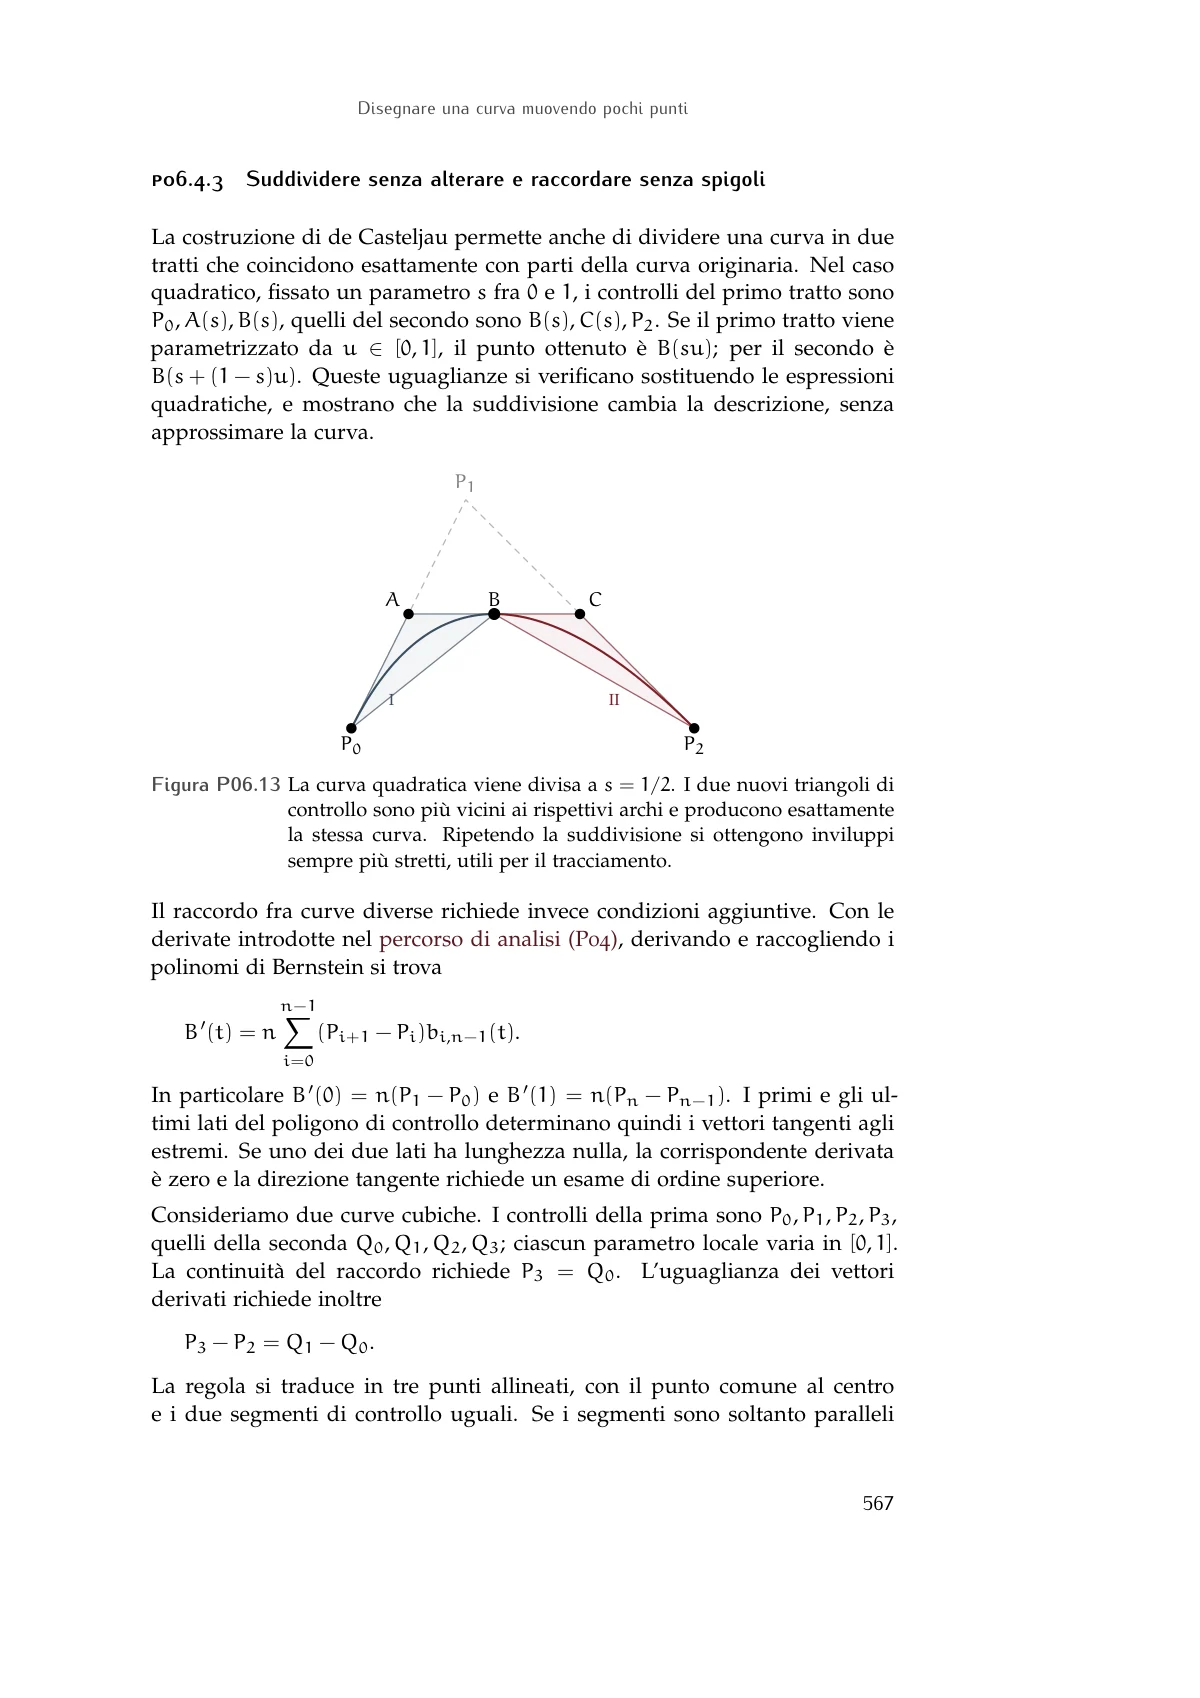 Disegnare una curva muovendo pochi punti
P06.4.3 Suddividere senza alterare e raccordare senza spigoli
La costruzione di de Casteljau permette anche di dividere una curva in due
tratti che coincidono esattamente con parti della curva originaria. Nel caso
quadratico, fissato un parametro s fra 0 e 1, i controlli del primo tratto sono
P₀, A(s), B(s), quelli del secondo sono B(s), C(s), P₂. Se il primo tratto viene
parametrizzato da u ∈ [0, 1], il punto ottenuto è B(su); per il secondo è
B(s + (1 − s)u). Queste uguaglianze si verificano sostituendo le espressioni
quadratiche, e mostrano che la suddivisione cambia la descrizione, senza
approssimare la curva.
P₁
A B C
I II
P₀ P₂
Figura P06.13 La curva quadratica viene divisa a s = 1/2. I due nuovi triangoli di
controllo sono più vicini ai rispettivi archi e producono esattamente
la stessa curva. Ripetendo la suddivisione si ottengono inviluppi
sempre più stretti, utili per il tracciamento.
Il raccordo fra curve diverse richiede invece condizioni aggiuntive. Con le
derivate introdotte nel percorso di analisi (P04), derivando e raccogliendo i
polinomi di Bernstein si trova
B′(t) = n ∑_{i=0}^{n−1} (P_{i+1} − P_i)b_{i,n−1}(t).
In particolare B′(0) = n(P₁ − P₀) e B′(1) = n(Pₙ − Pₙ₋₁). I primi e gli ul-
timi lati del poligono di controllo determinano quindi i vettori tangenti agli
estremi. Se uno dei due lati ha lunghezza nulla, la corrispondente derivata
è zero e la direzione tangente richiede un esame di ordine superiore.
Consideriamo due curve cubiche. I controlli della prima sono P₀, P₁, P₂, P₃,
quelli della seconda Q₀, Q₁, Q₂, Q₃; ciascun parametro locale varia in [0, 1].
La continuità del raccordo richiede P₃ = Q₀. L'uguaglianza dei vettori
derivati richiede inoltre
P₃ − P₂ = Q₁ − Q₀.
La regola si traduce in tre punti allineati, con il punto comune al centro
e i due segmenti di controllo uguali. Se i segmenti sono soltanto paralleli
567